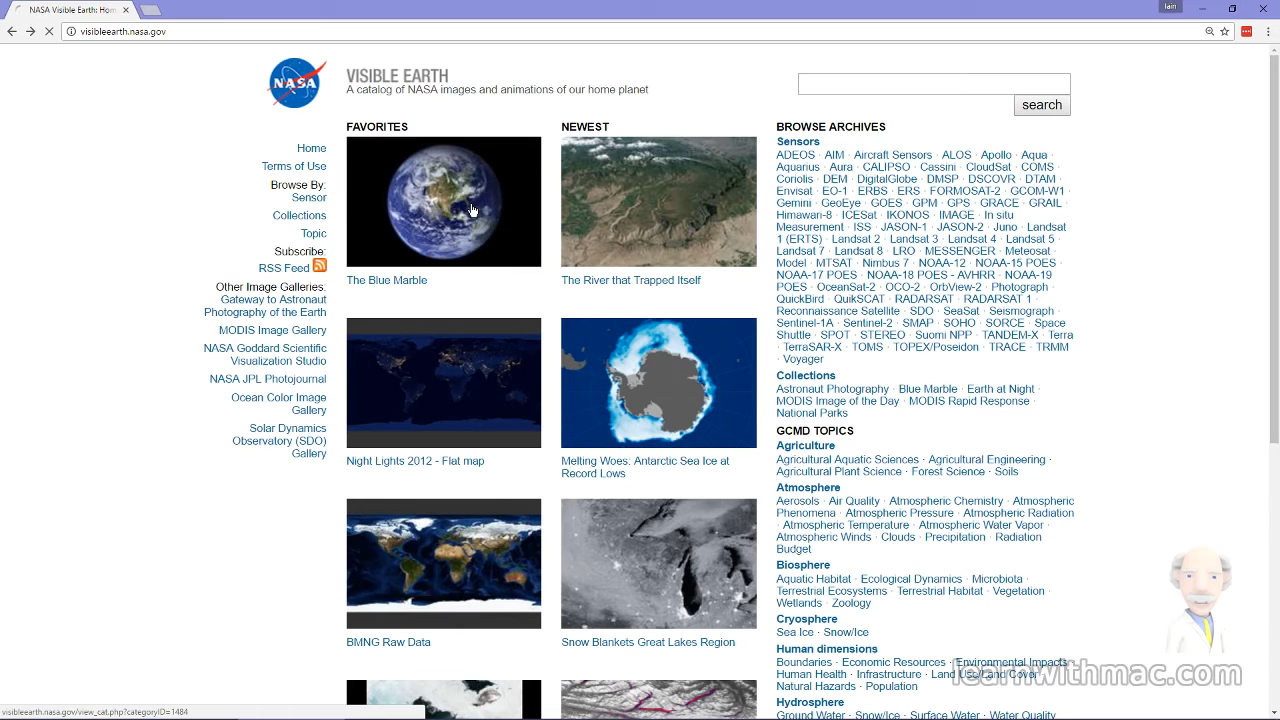 NASA Visible Earth: Ho
Iain
visibleearth.nasa.gov
NASA
VISIBLE EARTH
A catalog of NASA images and animations of our home planet
search
Home
Terms of Use
Browse By:
Sensor
Collections
Topic
Subscribe:
RSS Feed
Other Image Galleries:
Gateway to Astronaut
Photography of the Earth
MODIS Image Gallery
NASA Goddard Scientific
Visualization Studio
NASA JPL Photojournal
Ocean Color Image
Gallery
Solar Dynamics
Observatory (SDO)
Gallery
FAVORITES
The Blue Marble
Night Lights 2012 - Flat map
BMNG Raw Data
NEWEST
The River that Trapped Itself
Melting Woes: Antarctic Sea Ice at
Record Lows
Snow Blankets Great Lakes Region
BROWSE ARCHIVES
Sensors
ADEOS · AIM · Aircraft Sensors · ALOS · Apollo · Aqua ·
Aquarius · Aura · CALIPSO · Cassini · CloudSat · COMS ·
Coriolis · DEM · DigitalGlobe · DMSP · DSCOVR · DTAM ·
Envisat · EO-1 · ERBS · ERS · FORMOSAT-2 · GCOM-W1 ·
Gemini · GeoEye · GOES · GPM · GPS · GRACE · GRAIL ·
Himawari-8 · ICESat · IKONOS · IMAGE · In situ
Measurement · ISS · JASON-1 · JASON-2 · Juno · Landsat
1 (ERTS) · Landsat 2 · Landsat 3 · Landsat 4 · Landsat 5 ·
Landsat 7 · Landsat 8 · LRO · MESSENGER · Meteosat ·
Model · MTSAT · Nimbus 7 · NOAA-12 · NOAA-15 POES ·
NOAA-17 POES · NOAA-18 POES - AVHRR · NOAA-19
POES · OceanSat-2 · OCO-2 · OrbView-2 · Photograph ·
QuickBird · QuikSCAT · RADARSAT · RADARSAT 1 ·
Reconnaissance Satellite · SDO · SeaSat · Seismograph ·
Sentinel-1A · Sentinel-2 · SMAP · SOHO · SORCE · Space
Shuttle · SPOT · STEREO · Suomi NPP · TANDEM-X · Terra
· TerraSAR-X · TOMS · TOPEX/Poseidon · TRACE · TRMM
· Voyager
Collections
Astronaut Photography · Blue Marble · Earth at Night ·
MODIS Image of the Day · MODIS Rapid Response ·
National Parks
GCMD TOPICS
Agriculture
Agricultural Aquatic Sciences · Agricultural Engineering ·
Agricultural Plant Science · Forest Science · Soils
Atmosphere
Aerosols · Air Quality · Atmospheric Chemistry · Atmospheric
Phenomena · Atmospheric Pressure · Atmospheric Radiation
· Atmospheric Temperature · Atmospheric Water Vapor ·
Atmospheric Winds · Clouds · Precipitation · Radiation
Budget
Biosphere
Aquatic Habitat · Ecological Dynamics · Microbiota ·
Terrestrial Ecosystems · Terrestrial Habitat · Vegetation ·
Wetlands · Zoology
Cryosphere
Sea Ice · Snow/Ice
Human dimensions
Boundaries · Economic Resources · Environmental Impacts ·
Human Health · Infrastructure · Land Use/Land Cover ·
Natural Hazards · Population
Hydrosphere
Ground Water · Snow/Ice · Surface Water · Water Quality
learnwithmac.com
visibleearth.nasa.gov/view_cat.php?categoryID=1484